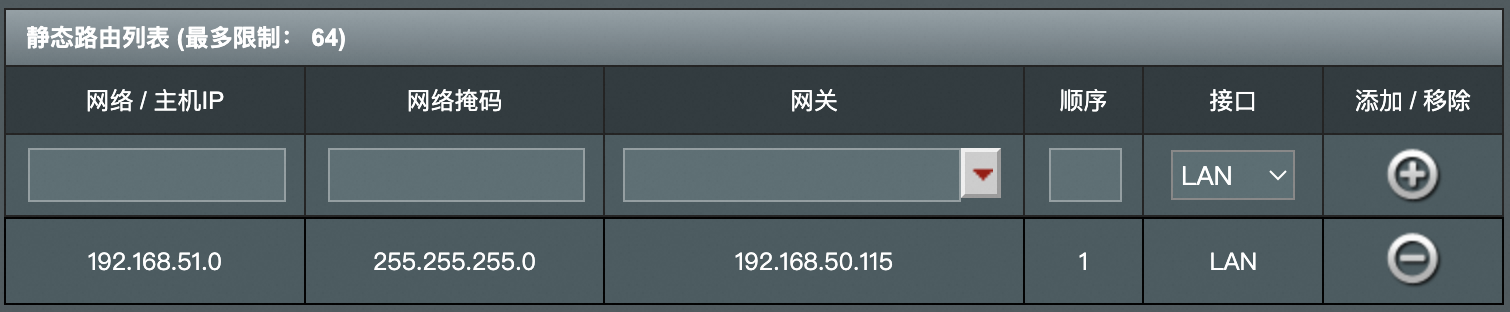 静态路由列表 (最多限制： 64)
网络 / 主机IP 网络掩码 网关 顺序 接口 添加 / 移除
LAN
192.168.51.0 255.255.255.0 192.168.50.115 1 LAN